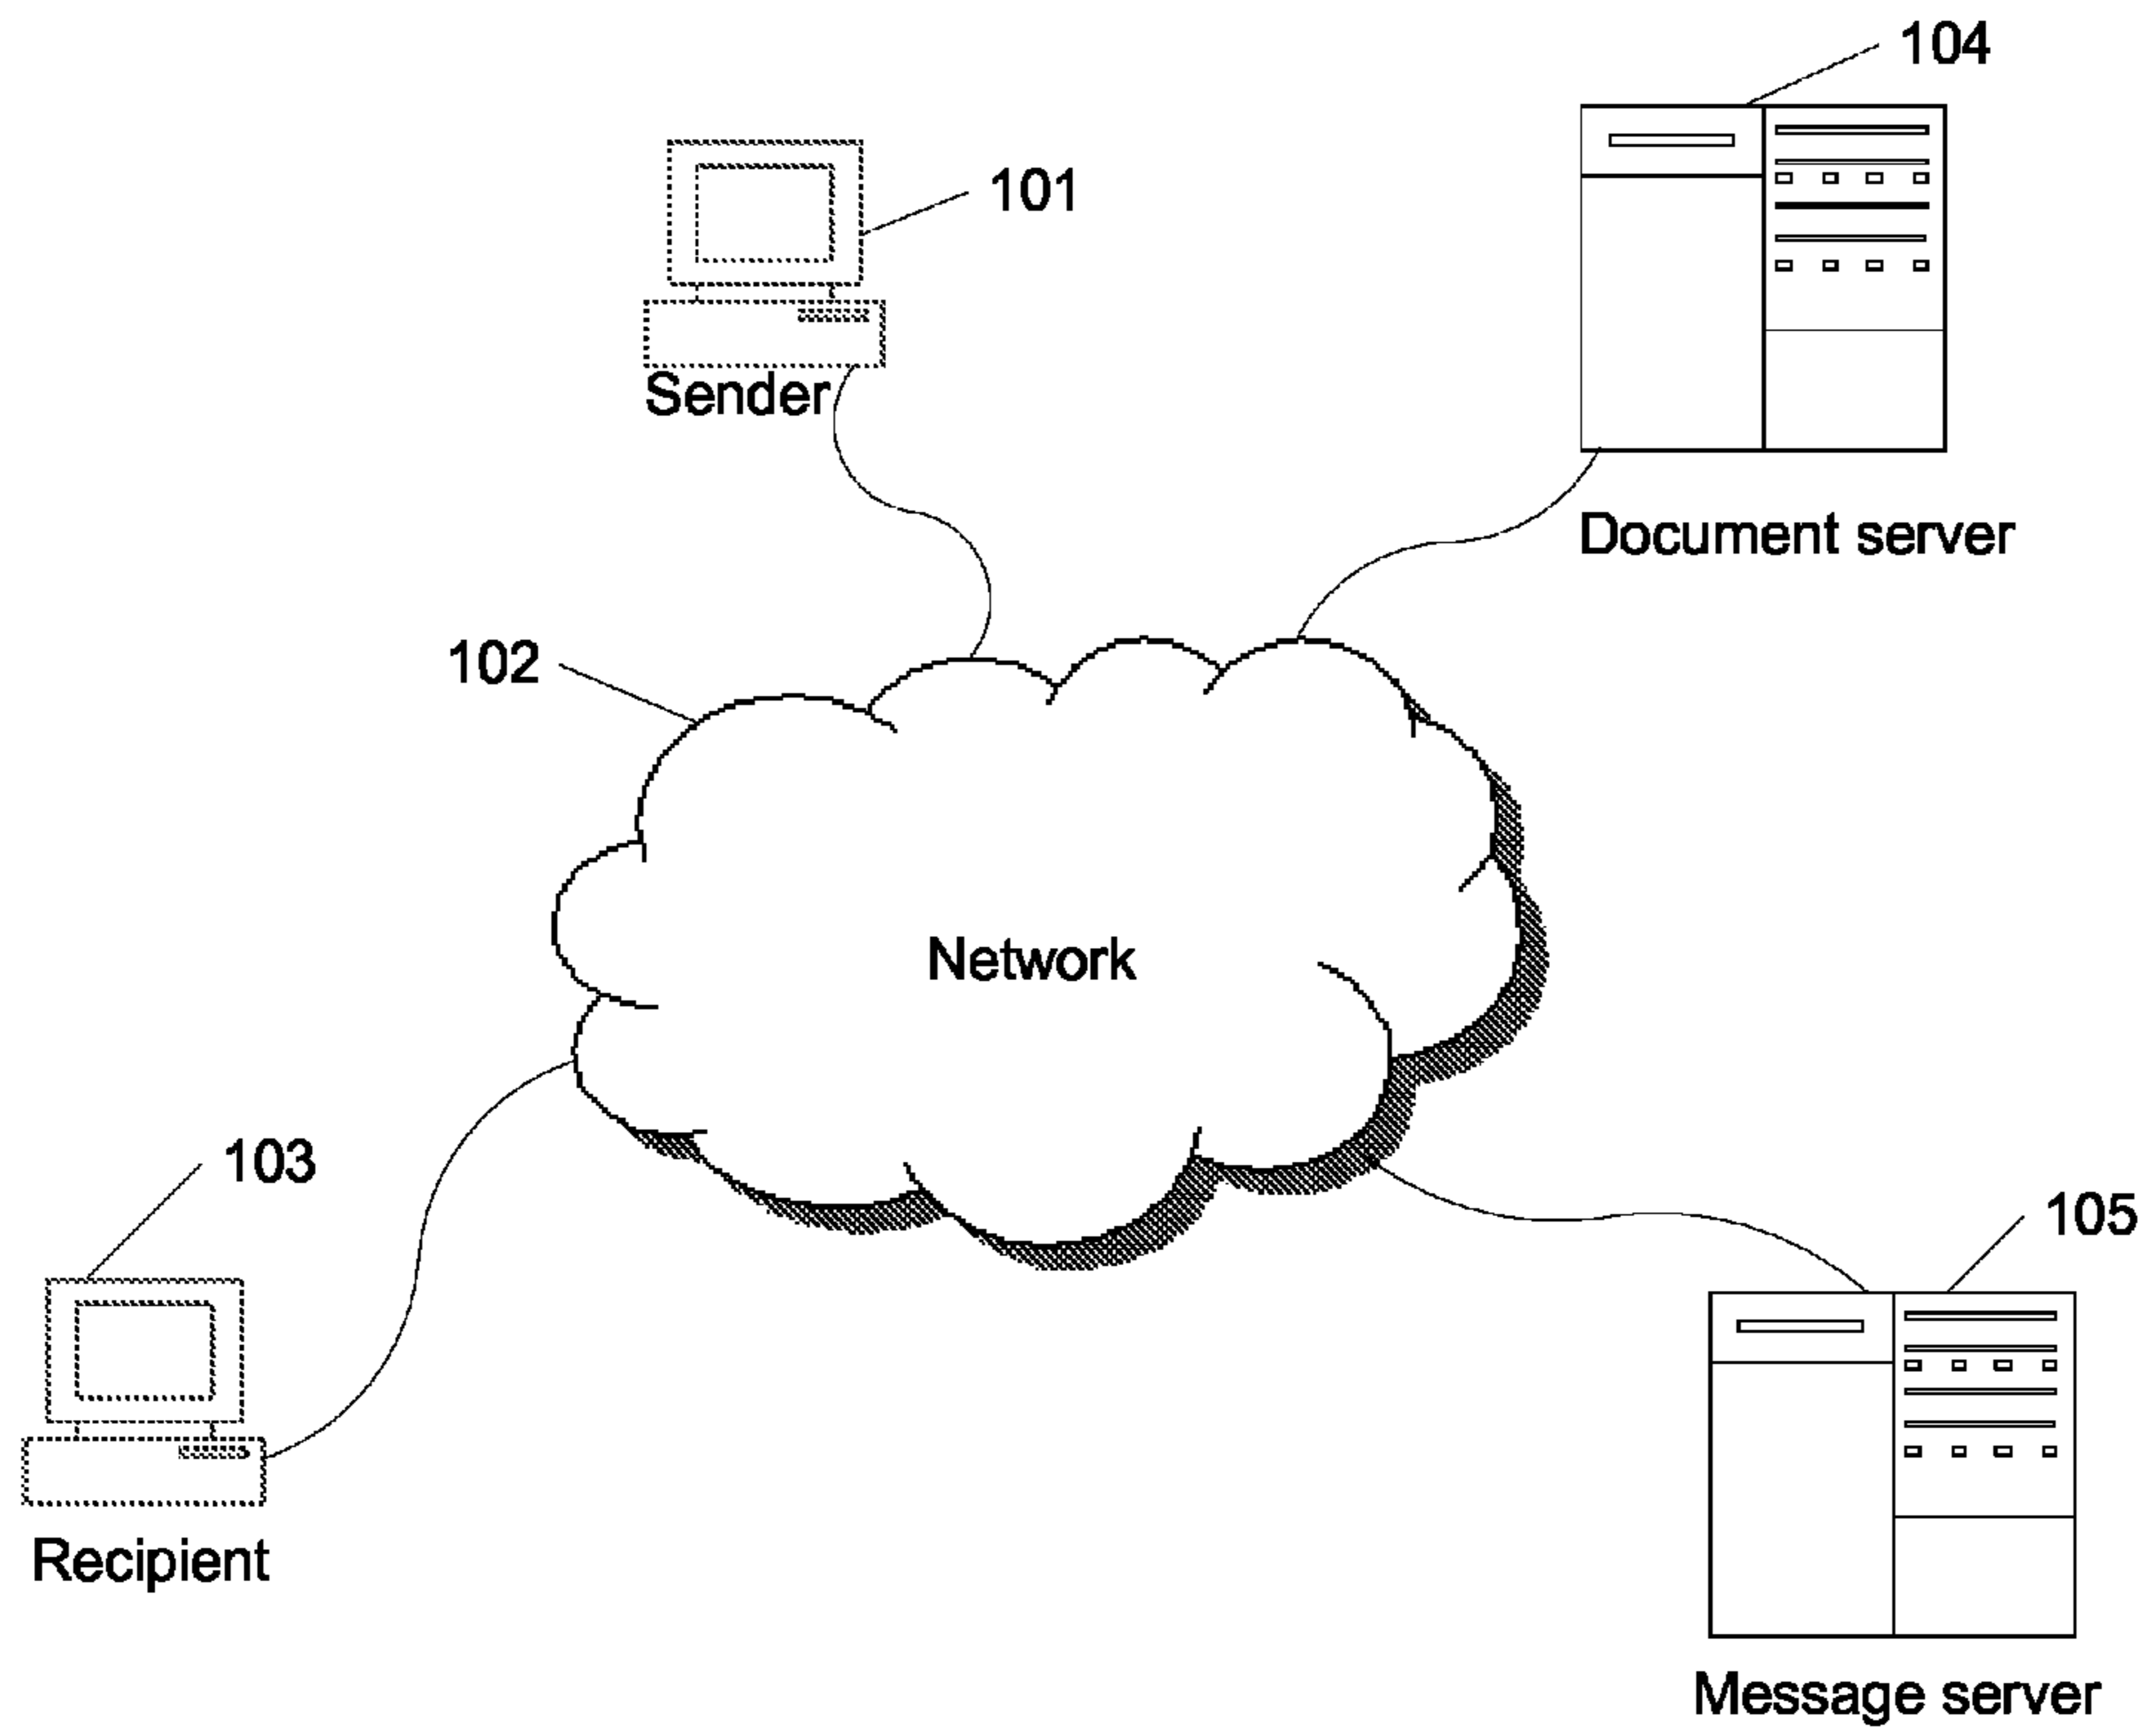 104
101
Sender
Document server
102
Network
103
105
Recipient
Message server